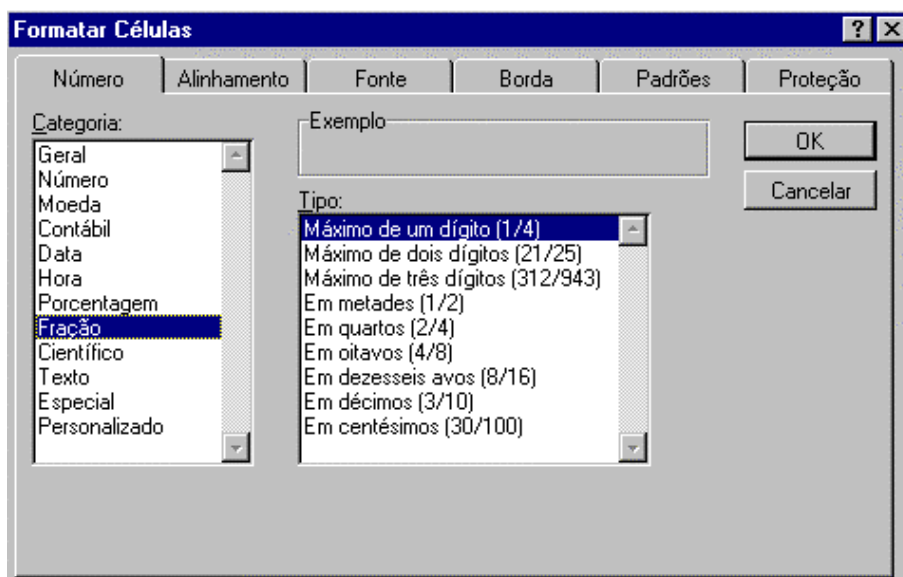 Formatar Células
Número Alinhamento Fonte Borda Padrões Proteção
Categoria:
Geral
Número
Moeda
Contábil
Data
Hora
Porcentagem
Fração
Científico
Texto
Especial
Personalizado
Exemplo
Tipo:
Máximo de um dígito (1/4)
Máximo de dois dígitos (21/25)
Máximo de três dígitos (312/943)
Em metades (1/2)
Em quartos (2/4)
Em oitavos (4/8)
Em dezesseis avos (8/16)
Em décimos (3/10)
Em centésimos (30/100)
OK
Cancelar